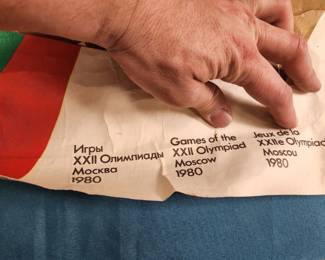 Игры
XXII Олимпиады
Москва
1980
Games of the
XXII Olympiad
Moscow
1980
Jeux de la
XXIIe Olympiad
Moscou
1980